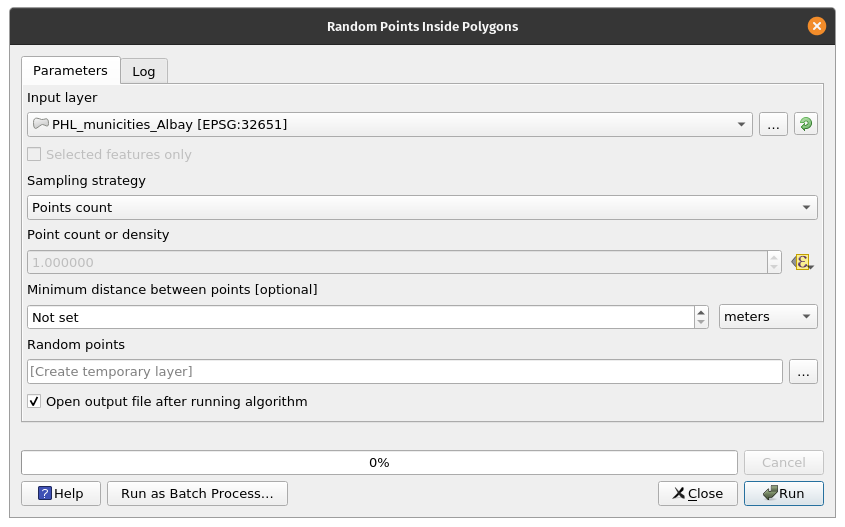 Random Points Inside Polygons
Parameters
Log
Input layer
PHL_municities_Albay [EPSG:32651]
...
Selected features only
Sampling strategy
Points count
Point count or density
1.000000
ε
Minimum distance between points [optional]
Not set
meters
Random points
[Create temporary layer]
...
Open output file after running algorithm
0%
Cancel
? Help
Run as Batch Process...
Close
Run